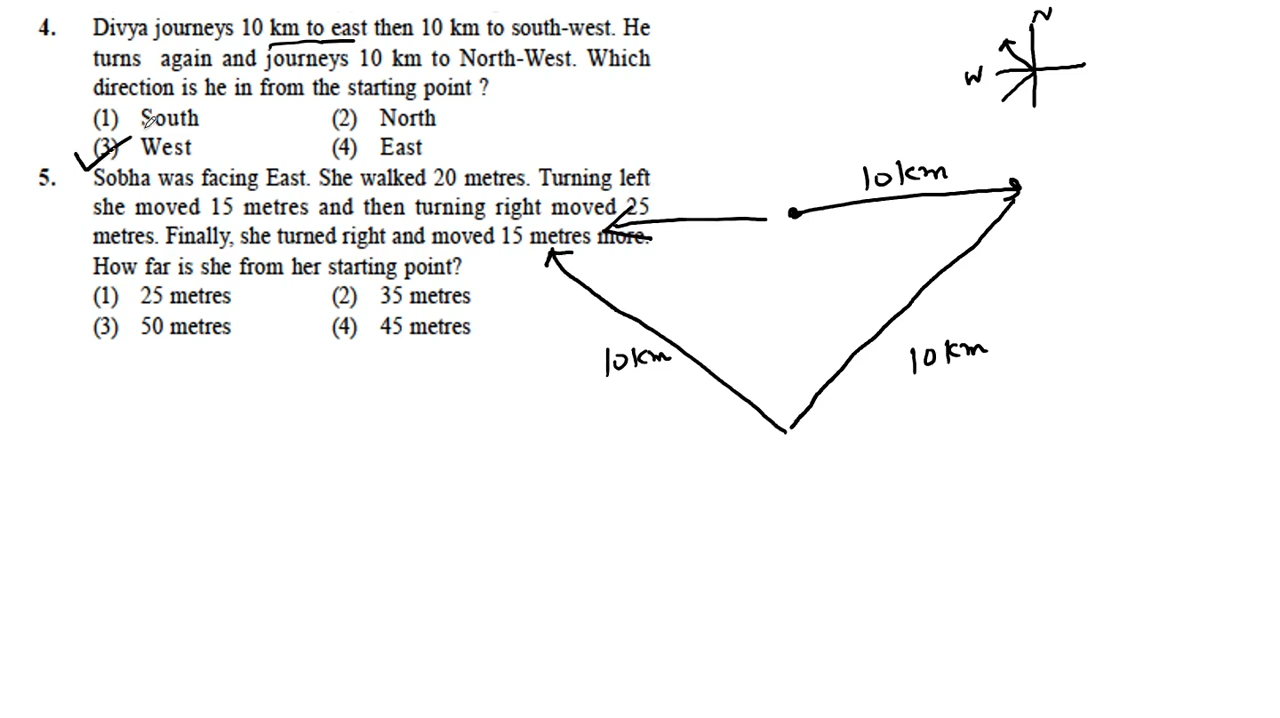 4. Divya journeys 10 km to east then 10 km to south-west. He
turns again and journeys 10 km to North-West. Which
direction is he in from the starting point ?
(1) South (2) North
(3) West (4) East
5. Sobha was facing East. She walked 20 metres. Turning left
she moved 15 metres and then turning right moved 25
metres. Finally, she turned right and moved 15 metres more.
How far is she from her starting point?
(1) 25 metres (2) 35 metres
(3) 50 metres (4) 45 metres
N
W
10km
10km
10km